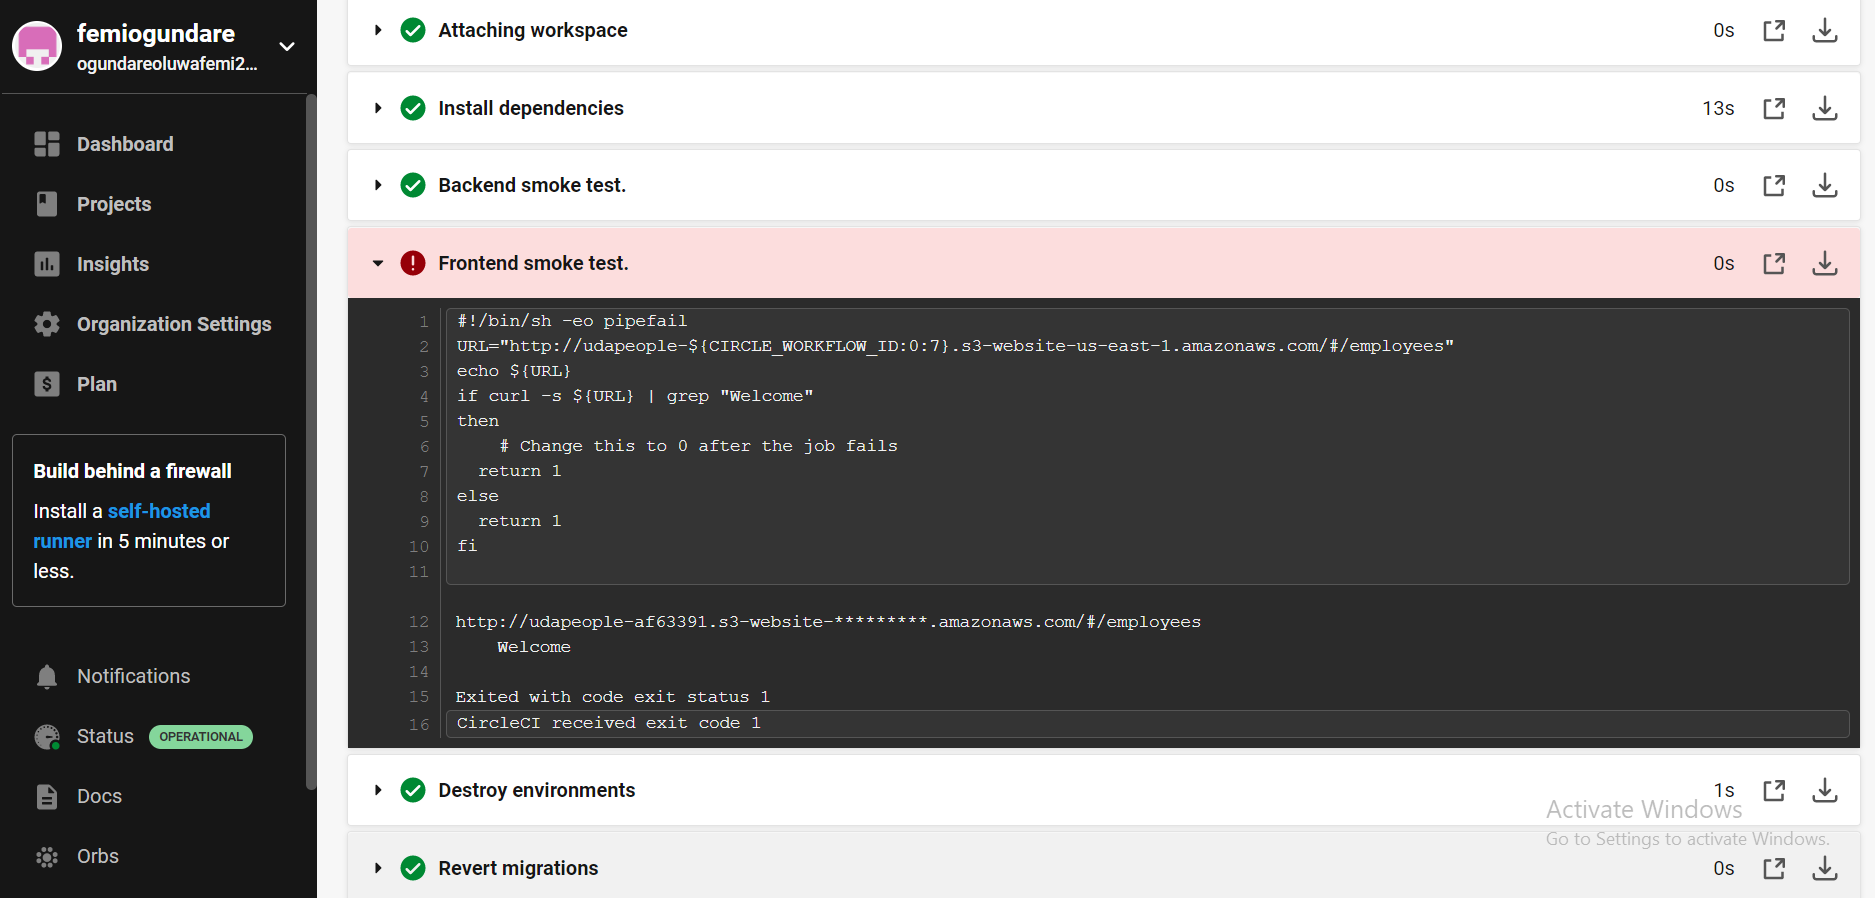 femiogundare
ogundareoluwafemi2...
Dashboard
Projects
Insights
Organization Settings
Plan
Build behind a firewall
Install a self-hosted
runner in 5 minutes or
less.
Notifications
Status OPERATIONAL
Docs
Orbs
Attaching workspace 0s
Install dependencies 13s
Backend smoke test. 0s
Frontend smoke test. 0s
1 #!/bin/sh -eo pipefail
2 URL="http://udapeople-${CIRCLE_WORKFLOW_ID:0:7}.s3-website-us-east-1.amazonaws.com/#/employees"
3 echo ${URL}
4 if curl -s ${URL} | grep "Welcome"
5 then
6 # Change this to 0 after the job fails
7 return 1
8 else
9 return 1
10 fi
11
12 http://udapeople-af63391.s3-website-*********.amazonaws.com/#/employees
13 Welcome
14
15 Exited with code exit status 1
16 CircleCI received exit code 1
Destroy environments 1s
Activate Windows
Go to Settings to activate Windows.
Revert migrations 0s